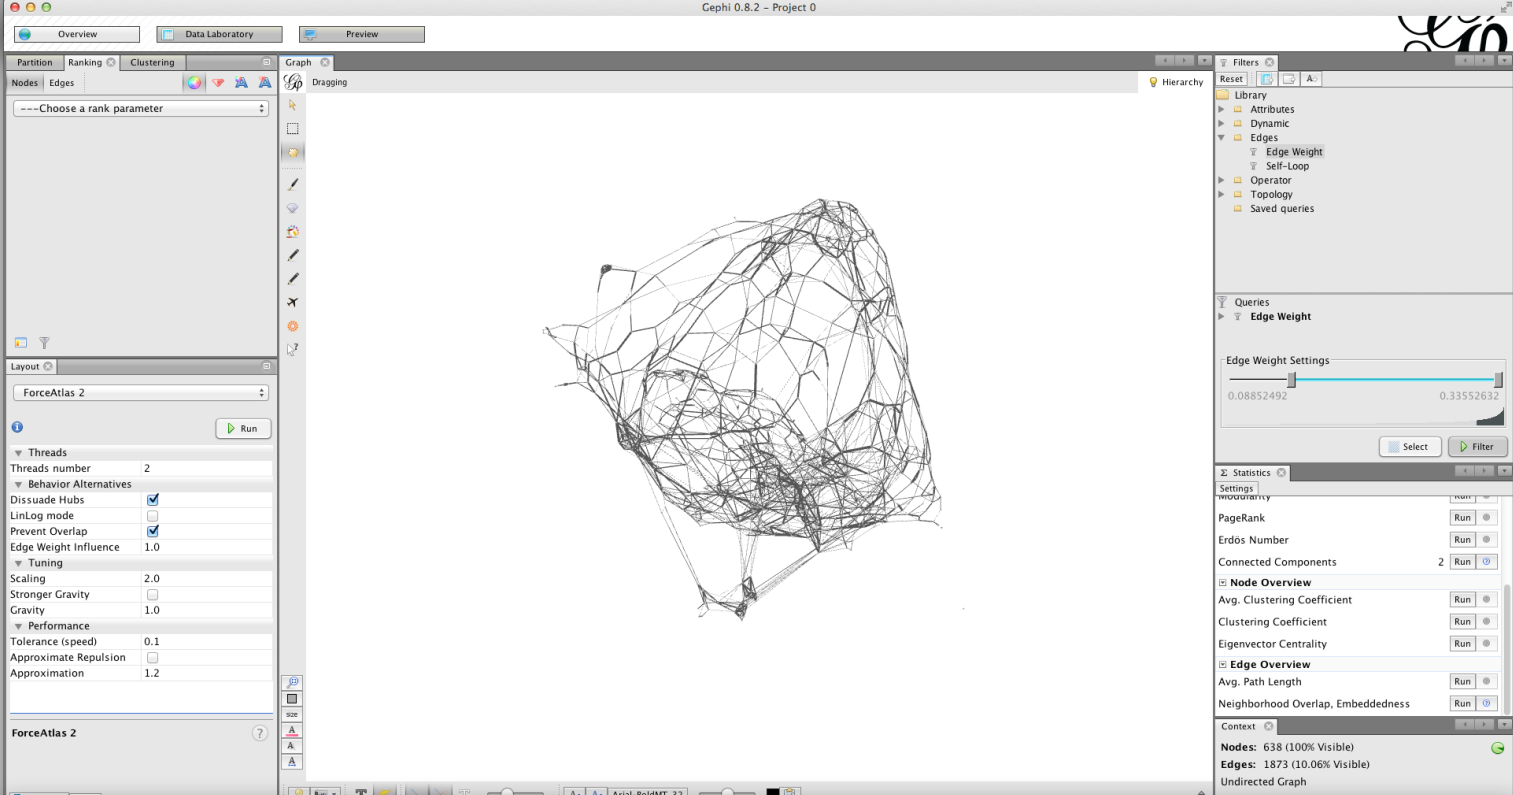 Gephi 0.8.2 - Project 0
Overview
Data Laboratory
Preview
Partition
Ranking
Clustering
Nodes
Edges
---Choose a rank parameter
Layout
ForceAtlas 2
Run
Threads
Threads number 2
Behavior Alternatives
Dissuade Hubs
LinLog mode
Prevent Overlap
Edge Weight Influence 1.0
Tuning
Scaling 2.0
Stronger Gravity
Gravity 1.0
Performance
Tolerance (speed) 0.1
Approximate Repulsion
Approximation 1.2
ForceAtlas 2
?
Graph
Dragging
Hierarchy
size
A
A
A
Arial-BoldMT, 32
Filters
Reset
Library
Attributes
Dynamic
Edges
Edge Weight
Self-Loop
Operator
Topology
Saved queries
Queries
Edge Weight
Edge Weight Settings
0.08852492 0.33552632
Select
Filter
Σ Statistics
Settings
Modularity Run
PageRank Run
Erdös Number Run
Connected Components 2 Run
Node Overview
Avg. Clustering Coefficient Run
Clustering Coefficient Run
Eigenvector Centrality Run
Edge Overview
Avg. Path Length Run
Neighborhood Overlap, Embeddedness Run
Context
Nodes: 638 (100% Visible)
Edges: 1873 (10.06% Visible)
Undirected Graph